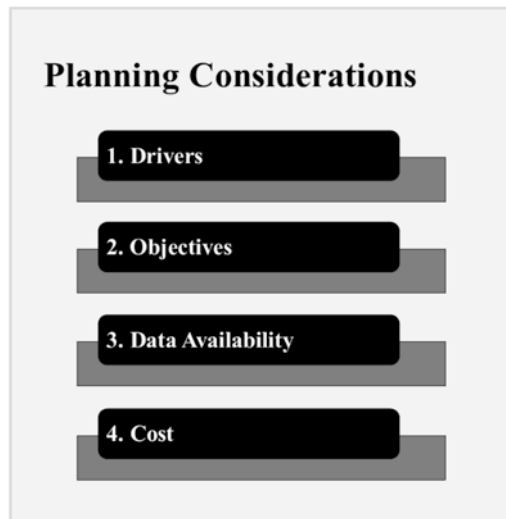 Planning Considerations
1. Drivers
2. Objectives
3. Data Availability
4. Cost